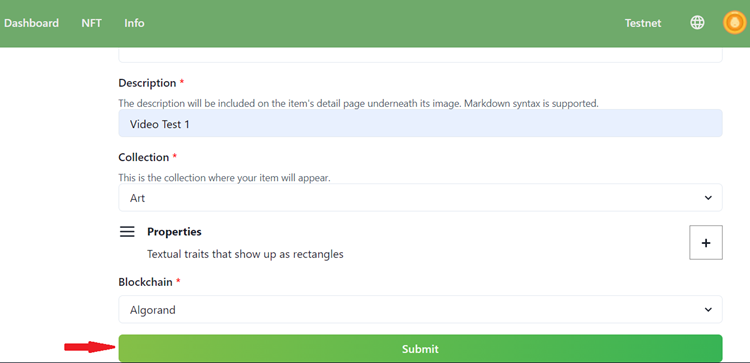 Dashboard NFT Info Testnet
Description *
The description will be included on the item's detail page underneath its image. Markdown syntax is supported.
Video Test 1
Collection *
This is the collection where your item will appear.
Art
Properties
+
Textual traits that show up as rectangles
Blockchain *
Algorand
Submit